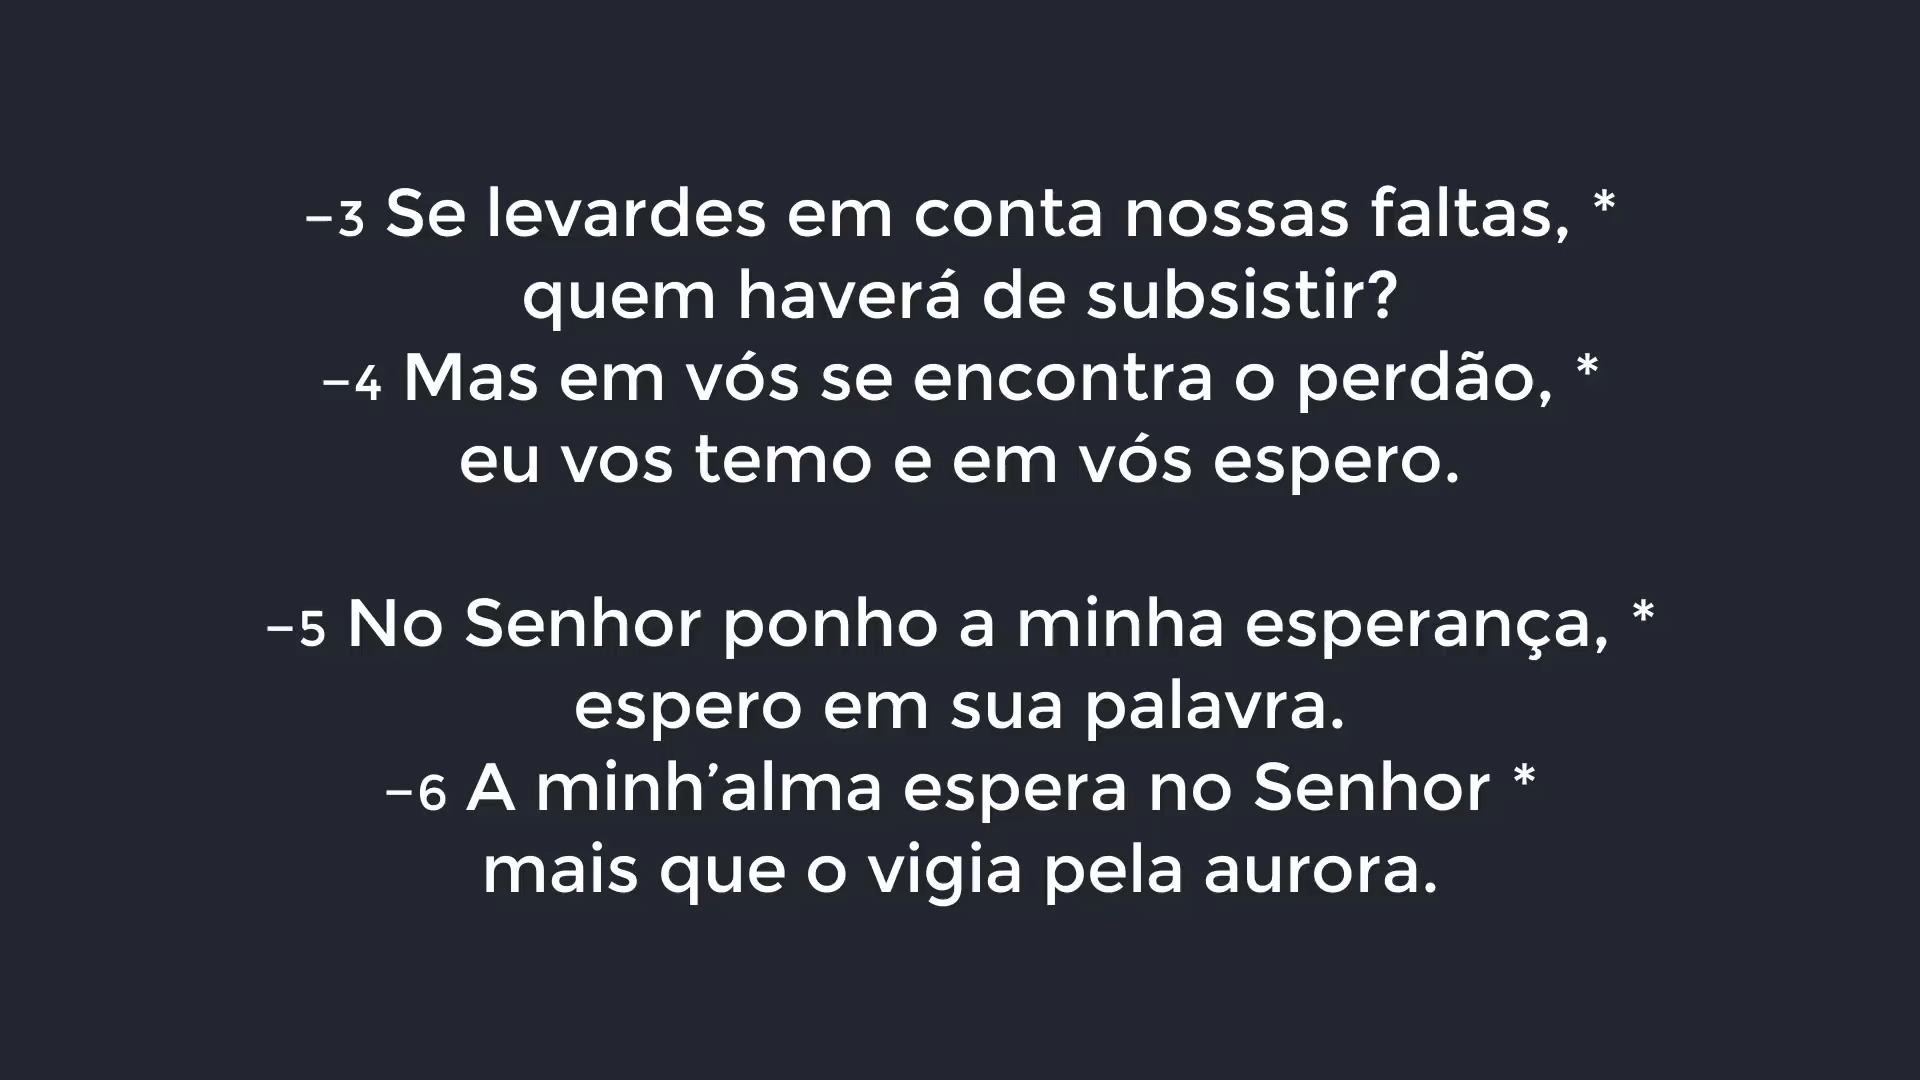 –3 Se levardes em conta nossas faltas, *
quem haverá de subsistir?
–4 Mas em vós se encontra o perdão, *
eu vos temo e em vós espero.
–5 No Senhor ponho a minha esperança, *
espero em sua palavra.
–6 A minh’alma espera no Senhor *
mais que o vigia pela aurora.